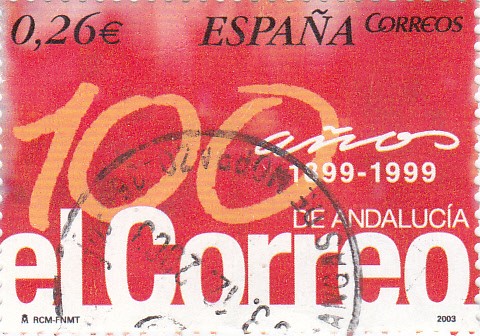 0,26€ ESPAÑA CORREOS
100
años
1899-1999
DE ANDALUCÍA
el Correo
RCM-FNMT 2003